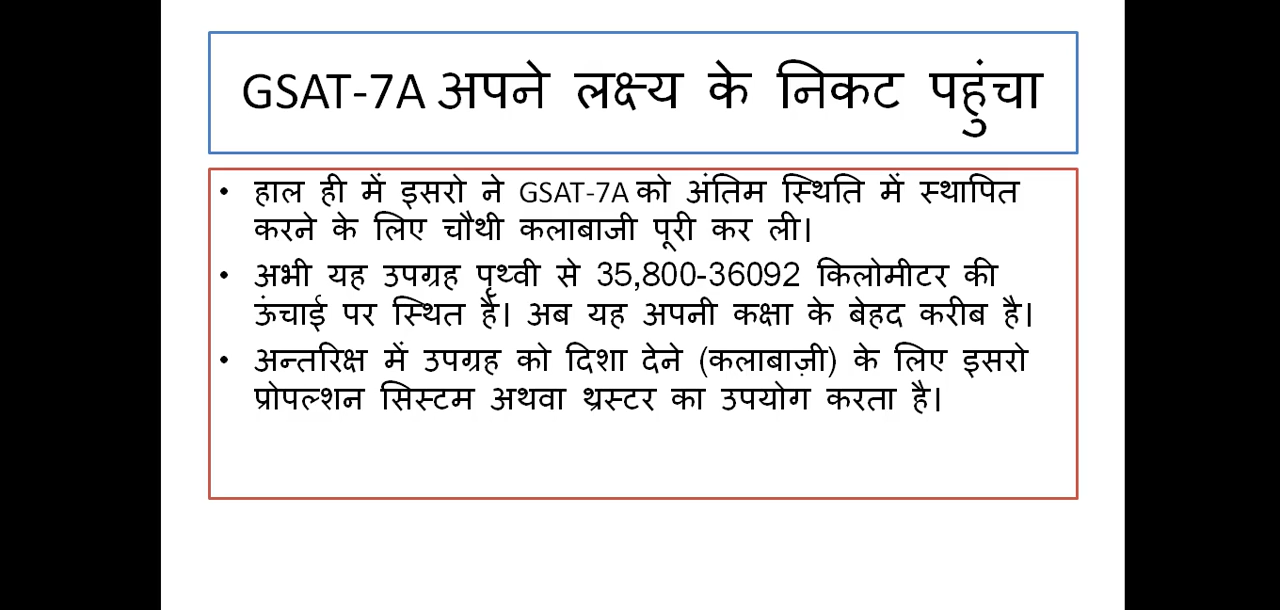 GSAT-7A अपने लक्ष्य के निकट पहुंचा
• हाल ही में इसरो ने GSAT-7A को अंतिम स्थिति में स्थापित
करने के लिए चौथी कलाबाजी पूरी कर ली।
• अभी यह उपग्रह पृथ्वी से 35,800-36092 किलोमीटर की
ऊंचाई पर स्थित है। अब यह अपनी कक्षा के बेहद करीब है।
• अन्तरिक्ष में उपग्रह को दिशा देने (कलाबाज़ी) के लिए इसरो
प्रोपल्शन सिस्टम अथवा थ्रस्टर का उपयोग करता है।